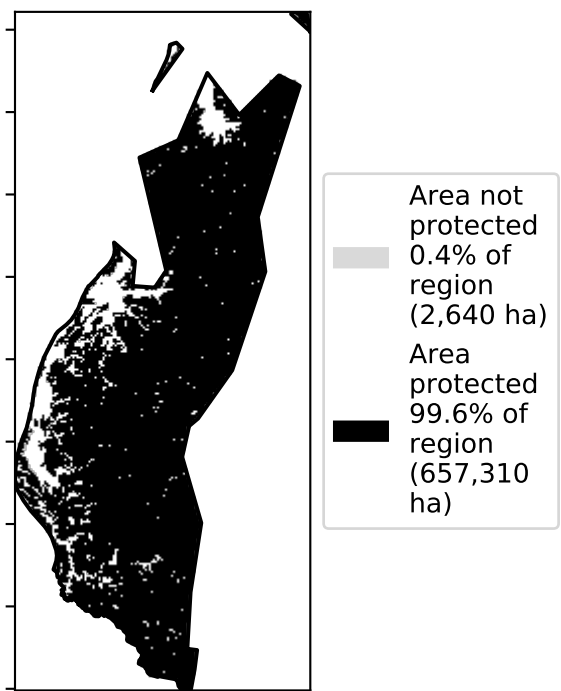 Area not
protected
0.4% of
region
(2,640 ha)
Area
protected
99.6% of
region
(657,310
ha)